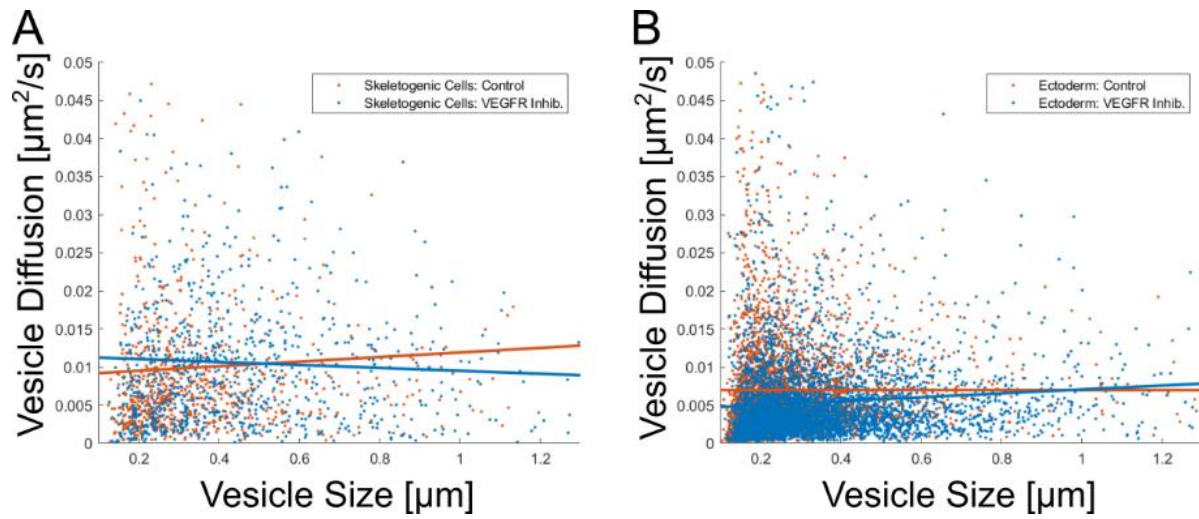 A
Vesicle Diffusion [µm²/s]
0.05
0.045
0.04
0.035
0.03
0.025
0.02
0.015
0.01
0.005
0
Skeletogenic Cells: Control
Skeletogenic Cells: VEGFR Inhib.
0.2 0.4 0.6 0.8 1 1.2
Vesicle Size [µm]
B
Vesicle Diffusion [µm²/s]
0.05
0.045
0.04
0.035
0.03
0.025
0.02
0.015
0.01
0.005
0
Ectoderm: Control
Ectoderm: VEGFR Inhib.
0.2 0.4 0.6 0.8 1 1.2
Vesicle Size [µm]